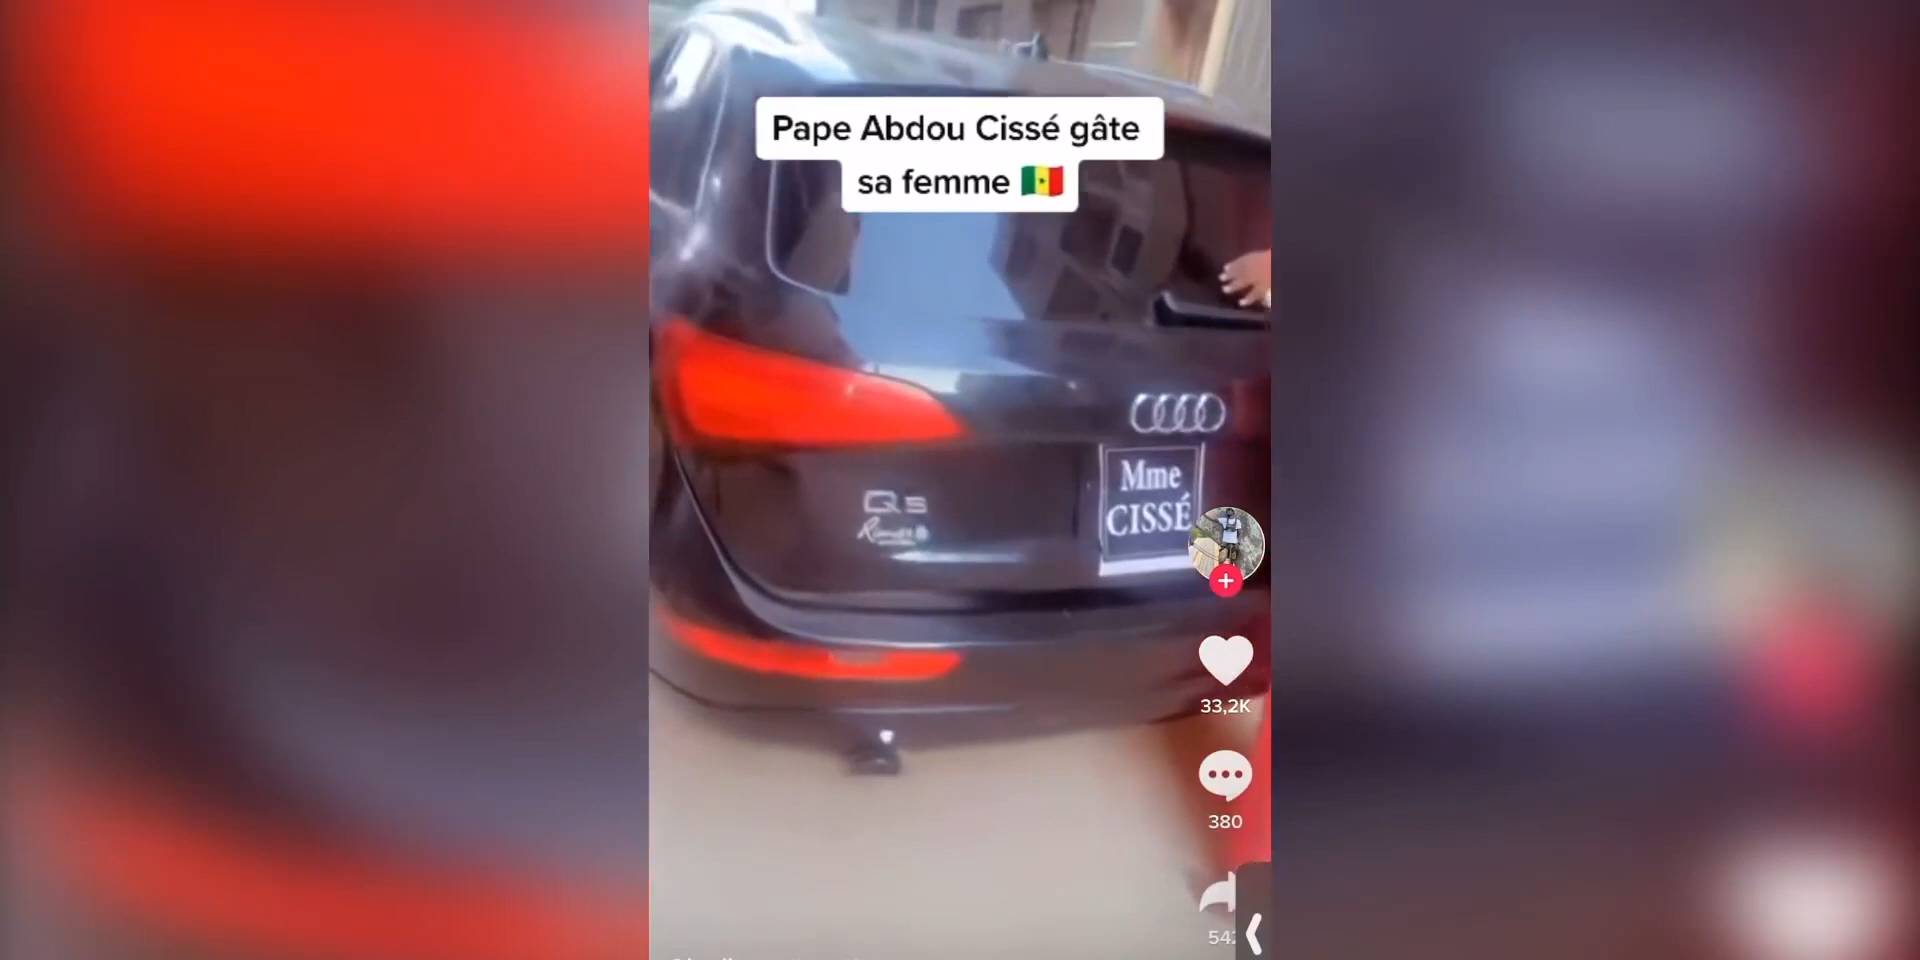 Pape Abdou Cissé gâte
sa femme 🇸🇳
Mme
CISSÉ
Q5
33,2K
380